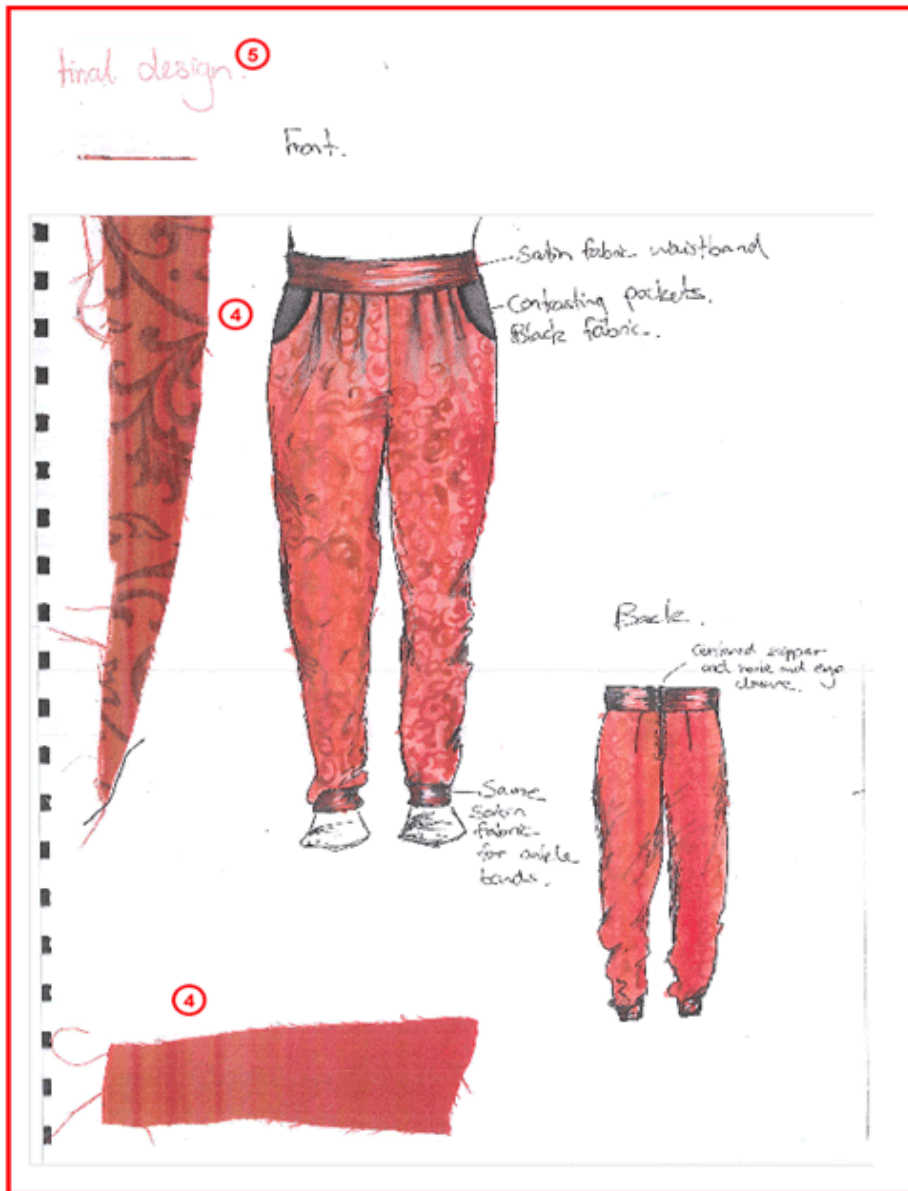 final design.
5
Front.
Satin fabric waistband
4
Contrasting pockets.
Black fabric.
Back.
Centered zipper
and hook and eye
closure.
Same
Satin
fabric
for ankle
bands.
4